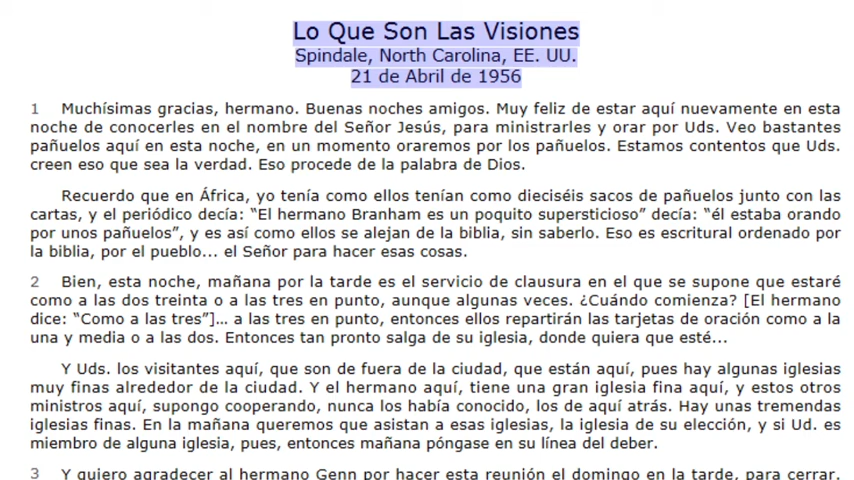 Lo Que Son Las Visiones
Spindale, North Carolina, EE. UU.
21 de Abril de 1956
1 Muchísimas gracias, hermano. Buenas noches amigos. Muy feliz de estar aquí nuevamente en esta
noche de conocerles en el nombre del Señor Jesús, para ministrarles y orar por Uds. Veo bastantes
pañuelos aquí en esta noche, en un momento oraremos por los pañuelos. Estamos contentos que Uds.
creen eso que sea la verdad. Eso procede de la palabra de Dios.
Recuerdo que en África, yo tenía como ellos tenían como dieciséis sacos de pañuelos junto con las
cartas, y el periódico decía: “El hermano Branham es un poquito supersticioso” decía: “él estaba orando
por unos pañuelos”, y es así como ellos se alejan de la biblia, sin saberlo. Eso es escritural ordenado por
la biblia, por el pueblo... el Señor para hacer esas cosas.
2 Bien, esta noche, mañana por la tarde es el servicio de clausura en el que se supone que estaré
como a las dos treinta o a las tres en punto, aunque algunas veces. ¿Cuándo comienza? [El hermano
dice: “Como a las tres”]... a las tres en punto, entonces ellos repartirán las tarjetas de oración como a la
una y media o a las dos. Entonces tan pronto salga de su iglesia, donde quiera que esté...
Y Uds. los visitantes aquí, que son de fuera de la ciudad, que están aquí, pues hay algunas iglesias
muy finas alrededor de la ciudad. Y el hermano aquí, tiene una gran iglesia fina aquí, y estos otros
ministros aquí, supongo cooperando, nunca los había conocido, los de aquí atrás. Hay unas tremendas
iglesias finas. En la mañana queremos que asistan a esas iglesias, la iglesia de su elección, y si Ud. es
miembro de alguna iglesia, pues, entonces mañana póngase en su línea del deber.
3 Y quiero agradecer al hermano Genn por hacer esta reunión el domingo en la tarde, para cerrar.